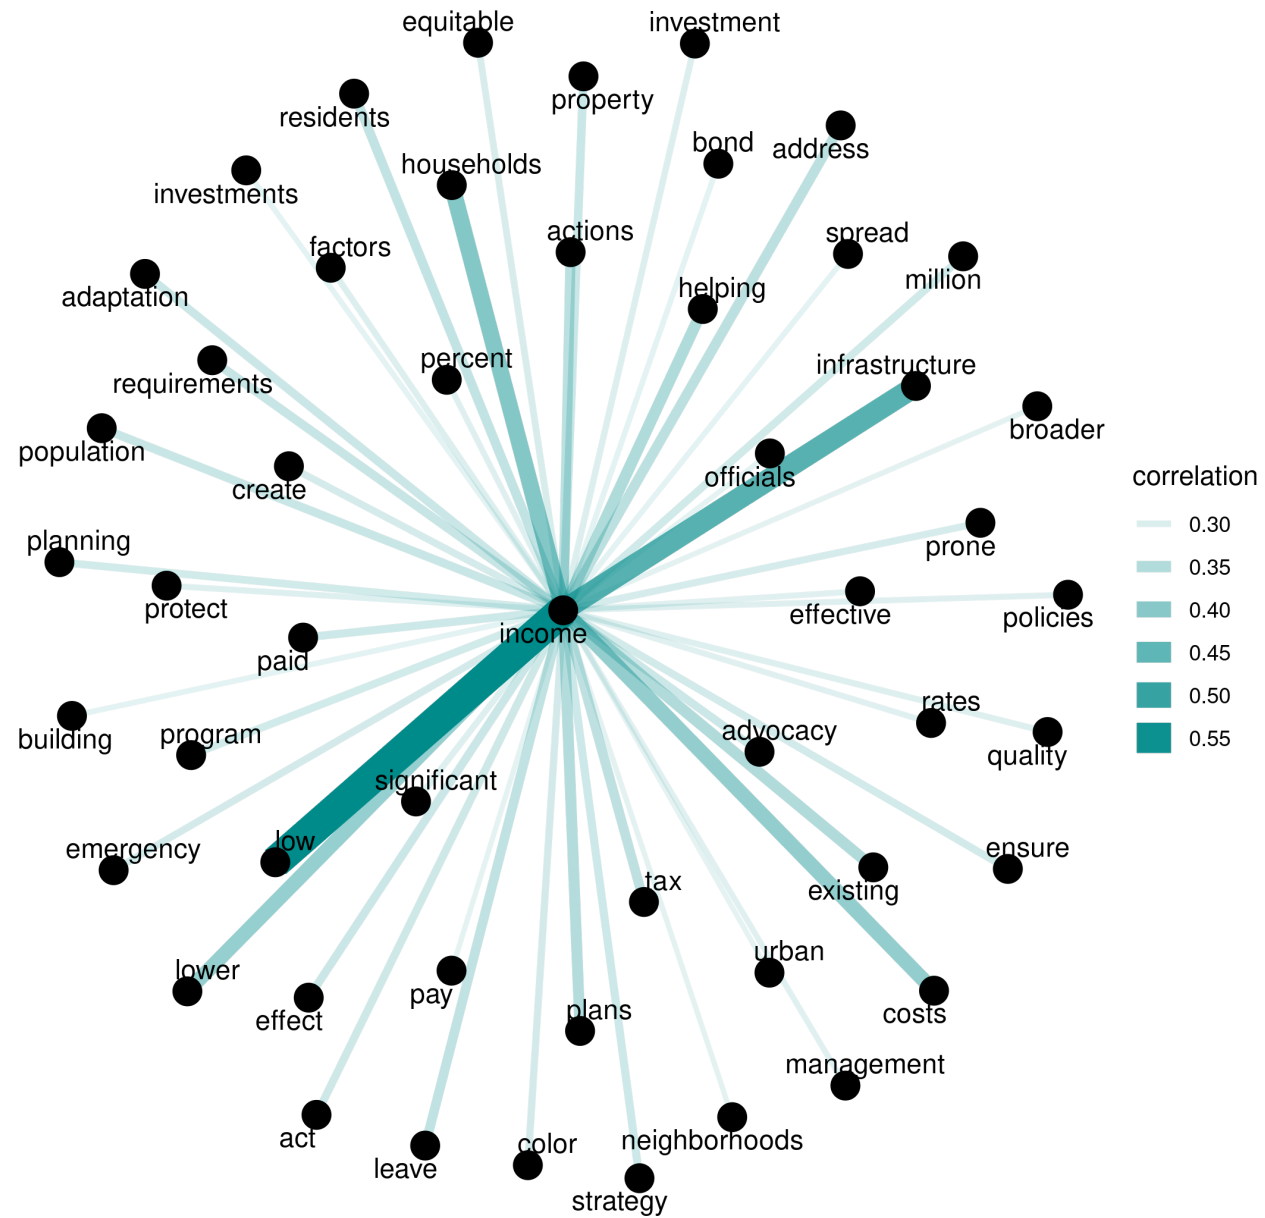 equitable
investment
property
residents
bond
address
households
investments
actions
spread
factors
million
helping
adaptation
percent
infrastructure
requirements
broader
population
officials
create
correlation
0.30
planning
prone
0.35
protect
effective
0.40
policies
income
0.45
paid
rates
0.50
building
program
advocacy
0.55
quality
significant
low
emergency
ensure
tax
existing
urban
lower
pay
plans
costs
effect
management
act
color
neighborhoods
leave
strategy